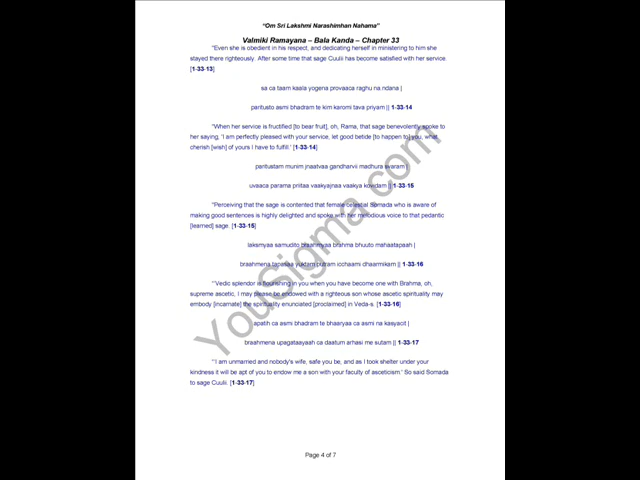 "Om Sri Lakshmi Narashimhan Nahama"
Valmiki Ramayana – Bala Kanda – Chapter 33
"Even she is obedient in his respect, and dedicating herself in ministering to him she
stayed there righteously. After some time that sage Cuulii has become satisfied with her service.
[1-33-13]
sa ca taam kaala yogena provaaca raghu na ndana |
paritusto asmi bhadram te kim karomi tava priyam || 1-33-14
"When her service is fructified [to bear fruit], oh, Rama, that sage benevolently spoke to
her saying, 'I am perfectly pleased with your service, let good betide [to happen to] you, what
cherish [wish] of yours I have to fulfill.' [1-33-14]
paritustam munim jnaatvaa gandharvii madhura svaram |
uvaaca parama priitaa vaakyajnaa vaakya kovidam || 1-33-15
"Perceiving that the sage is contented that female celestial Somada who is aware of
making good sentences is highly delighted and spoke with her melodious voice to that pedantic
[learned] sage. [1-33-15]
laksmyaa samudito braahmyaa brahma bhuuto mahaatapaah |
braahmena tapasaa yuktam putram icchaami dhaarmikam || 1-33-16
"'Vedic splendor is flourishing in you when you have become one with Brahma, oh,
supreme ascetic, I may please be endowed with a righteous son whose ascetic spirituality may
embody [incarnate] the spirituality enunciated [proclaimed] in Veda-s. [1-33-16]
apatih ca asmi bhadram te bhaaryaa ca asmi na kasyacit |
braahmena upagataayaah ca daatum arhasi me sutam || 1-33-17
"'I am unmarried and nobody's wife, safe you be, and as I took shelter under your
kindness it will be apt of you to endow me a son with your faculty of asceticism.' So said Somada
to sage Cuulii. [1-33-17]
Page 4 of 7
YouSigma.com